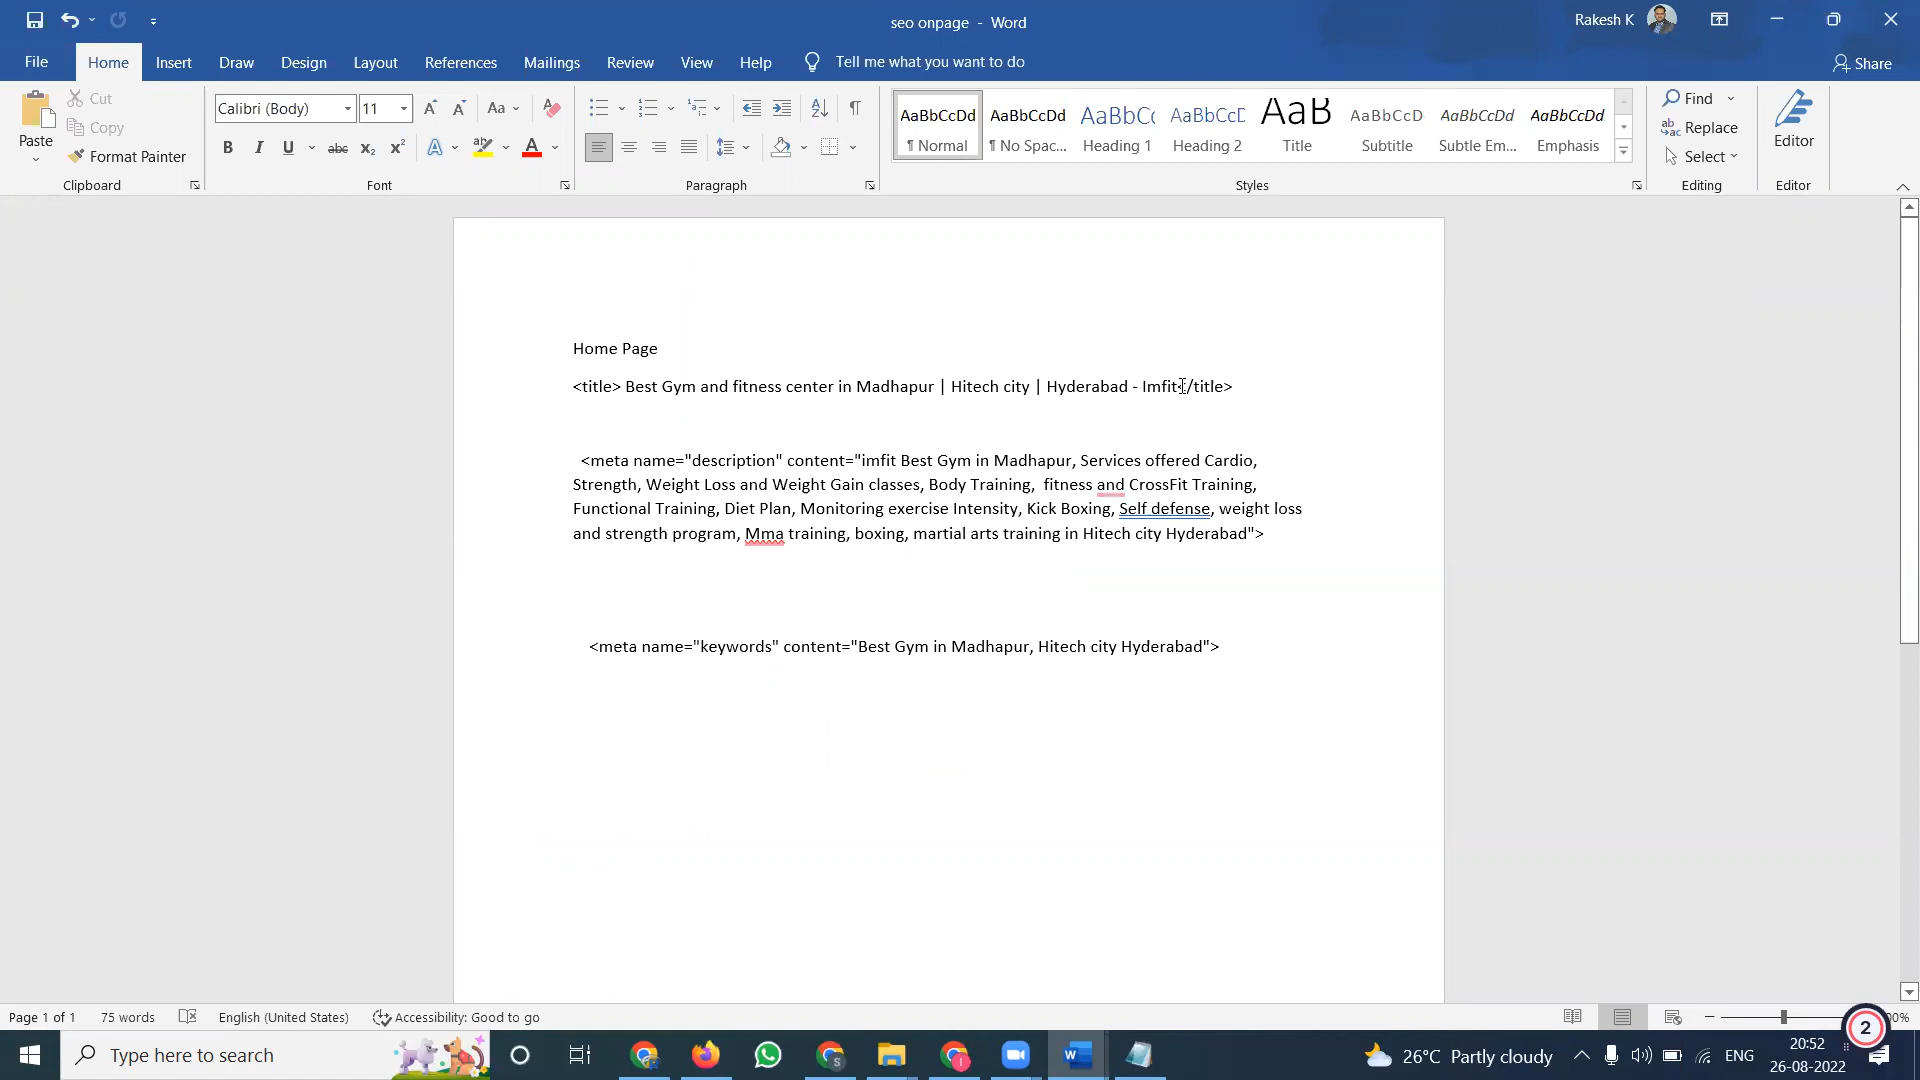 seo onpage - Word
Rakesh K
File Home Insert Draw Design Layout References Mailings Review View Help Tell me what you want to do Share
Paste
Cut
Copy
Format Painter
Clipboard
Calibri (Body) 11
Font
Paragraph
AaBbCcDd AaBbCcDd AaBbC AaBbCcC AaB AaBbCcD AaBbCcDd AaBbCcDd
¶ Normal ¶ No Spac... Heading 1 Heading 2 Title Subtitle Subtle Em... Emphasis
Styles
Find
Replace
Select
Editing
Editor
Editor
Home Page
<title> Best Gym and fitness center in Madhapur | Hitech city | Hyderabad - Imfit</title>
<meta name="description" content="imfit Best Gym in Madhapur, Services offered Cardio,
Strength, Weight Loss and Weight Gain classes, Body Training,  fitness and CrossFit Training,
Functional Training, Diet Plan, Monitoring exercise Intensity, Kick Boxing, Self defense, weight loss
and strength program, Mma training, boxing, martial arts training in Hitech city Hyderabad">
<meta name="keywords" content="Best Gym in Madhapur, Hitech city Hyderabad">
Page 1 of 1 75 words English (United States) Accessibility: Good to go
2
Type here to search
26°C Partly cloudy ENG
20:52
26-08-2022